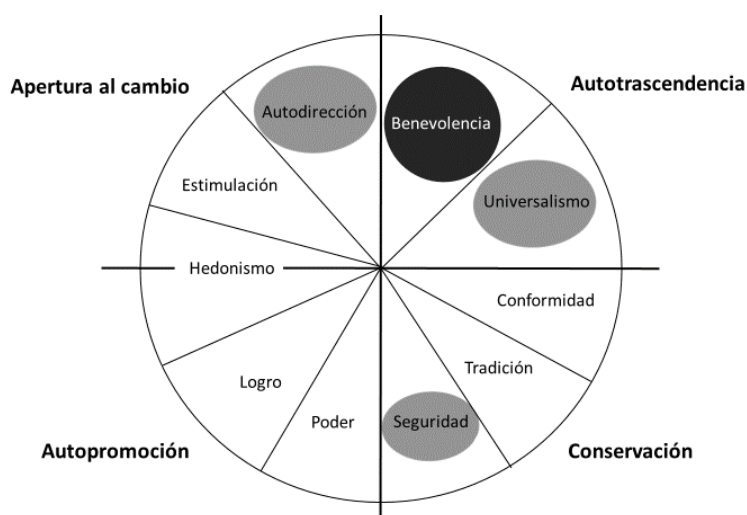 Apertura al cambio
Autotrascendencia
Autodirección
Benevolencia
Estimulación
Universalismo
Hedonismo
Conformidad
Tradición
Logro
Poder
Seguridad
Autopromoción
Conservación